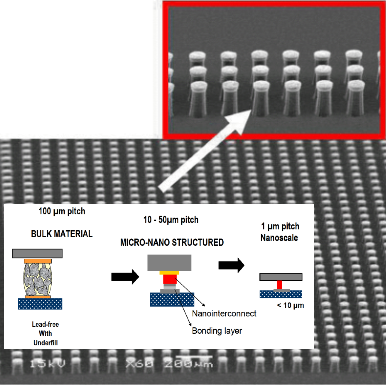 100 µm pitch
10 - 50µm pitch
1 µm pitch
Nanoscale
BULK MATERIAL
MICRO-NANO STRUCTURED
< 10 µm
Nanointerconnect
Lead-free
With
Underfill
Bonding layer
15kV X60 200µm